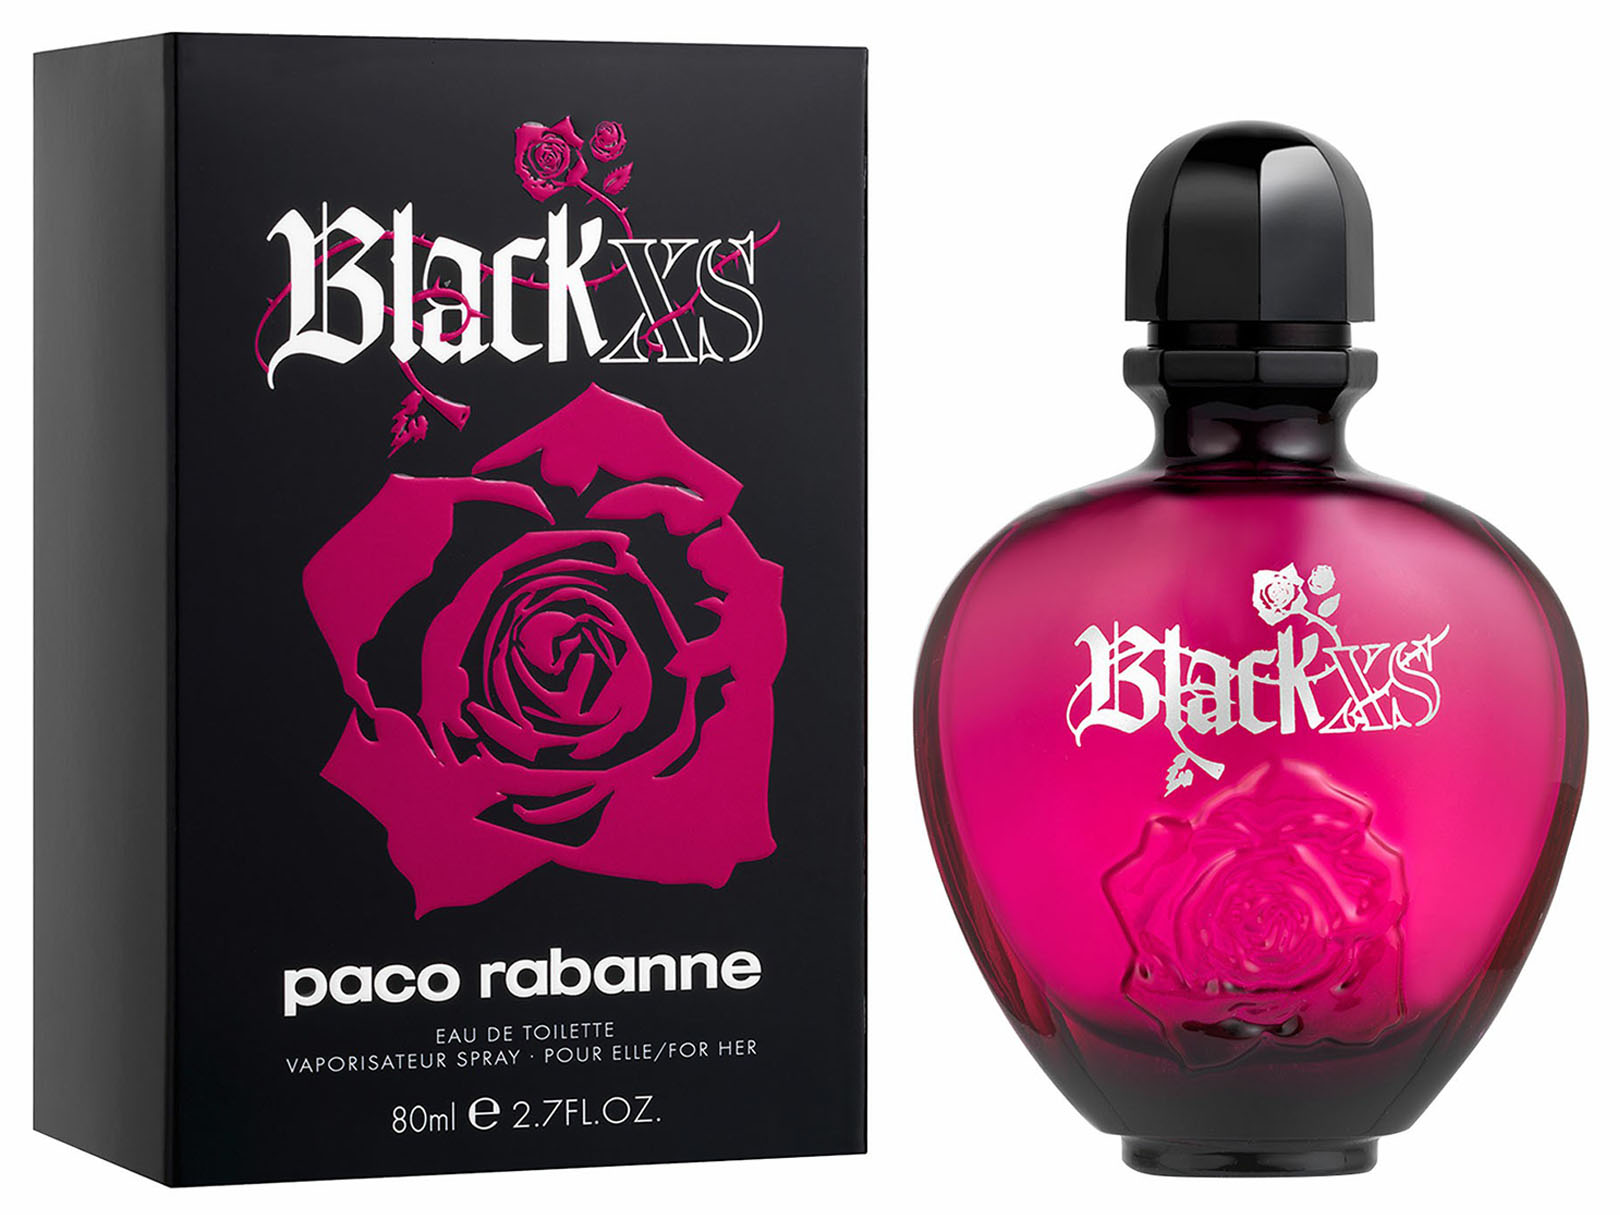 Black XS
paco rabanne
EAU DE TOILETTE
VAPORISATEUR SPRAY · POUR ELLE/FOR HER
80ml e 2.7FL.OZ.
Black XS